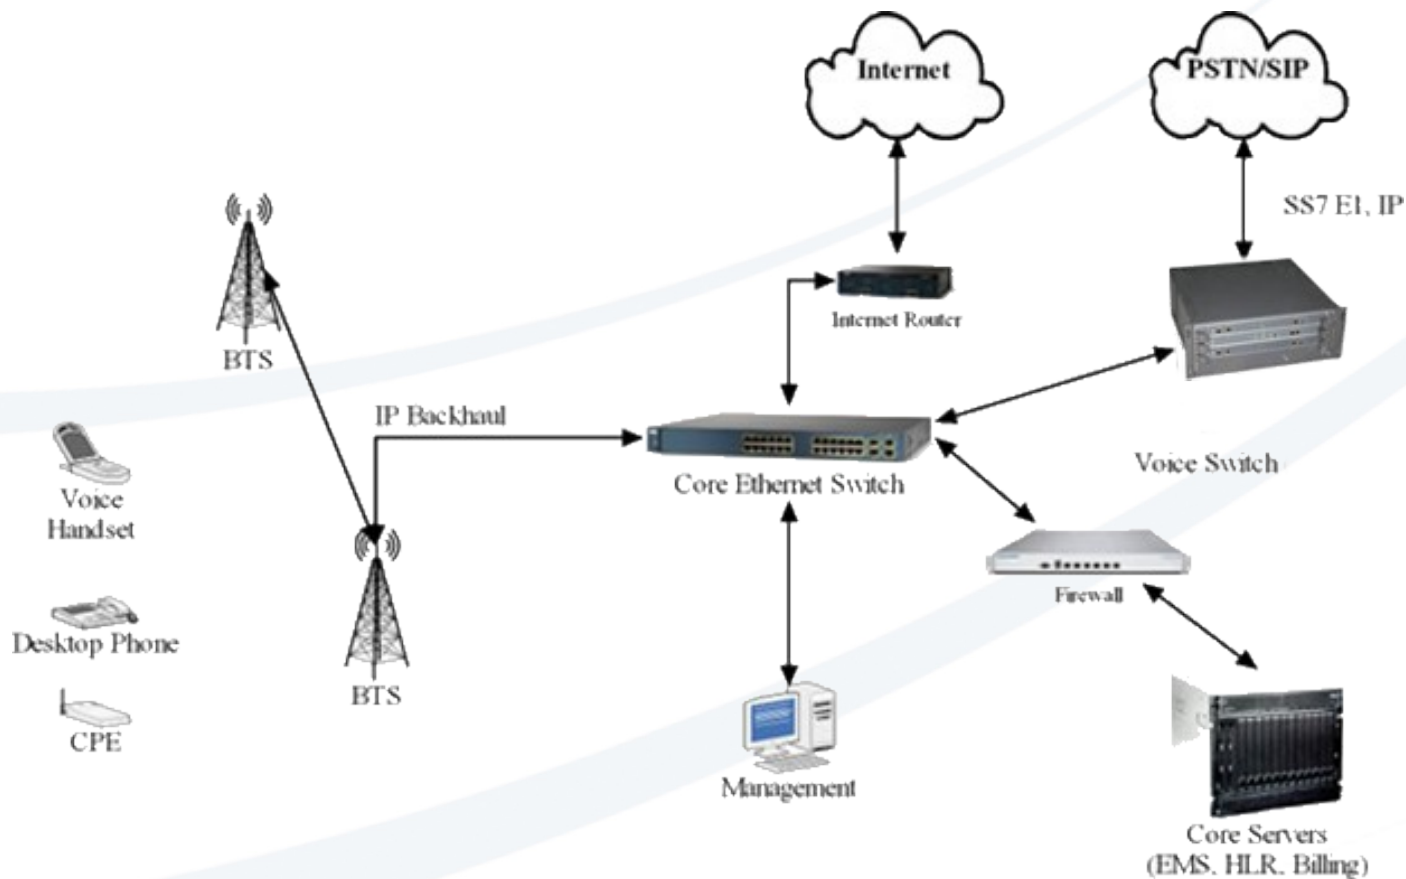 Internet
PSTN/SIP
SS7 E1, IP
Internet Router
BTS
IP Backhaul
Core Ethernet Switch
Voice Switch
Voice
Handset
Firewall
Desktop Phone
BTS
CPE
Management
Core Servers
(EMS, HLR, Billing)